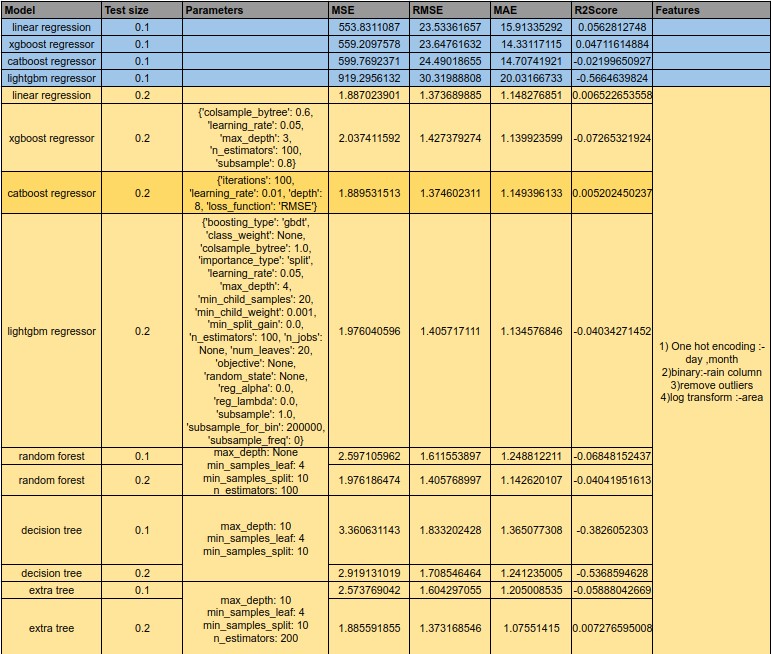 Model Test size Parameters MSE RMSE MAE R2Score Features
linear regression 0.1 553.8311087 23.53361657 15.91335292 0.0562812748
xgboost regressor 0.1 559.2097578 23.64761632 14.33117115 0.04711614884
catboost regressor 0.1 599.7692371 24.49018655 14.70741921 -0.02199650927
lightgbm regressor 0.1 919.2956132 30.31988808 20.03166733 -0.5664639824
linear regression 0.2 1.887023901 1.373689885 1.148276851 0.006522653558
xgboost regressor 0.2 2.037411592 1.427379274 1.139923599 -0.07265321924
{'colsample_bytree': 0.6,
'learning_rate': 0.05,
'max_depth': 3,
'n_estimators': 100,
'subsample': 0.8}
catboost regressor 0.2 1.889531513 1.374602311 1.149396133 0.005202450237
{'iterations': 100,
'learning_rate': 0.01, 'depth':
8, 'loss_function': 'RMSE'}
lightgbm regressor 0.2 1.976040596 1.405717111 1.134576846 -0.04034271452
{'boosting_type': 'gbdt',
'class_weight': None,
'colsample_bytree': 1.0,
'importance_type': 'split',
'learning_rate': 0.05,
'max_depth': 4,
'min_child_samples': 20,
'min_child_weight': 0.001,
'min_split_gain': 0.0,
'n_estimators': 100, 'n_jobs':
None, 'num_leaves': 20,
'objective': None,
'random_state': None,
'reg_alpha': 0.0,
'reg_lambda': 0.0,
'subsample': 1.0,
'subsample_for_bin': 200000,
'subsample_freq': 0}
1) One hot encoding :-
day ,month
2)binary:-rain column
3)remove outliers
4)log transform :-area
random forest 0.1 2.597105962 1.611553897 1.248812211 -0.06848152437
random forest 0.2 1.976186474 1.405768997 1.142620107 -0.04041951613
max_depth: None
min_samples_leaf: 4
min_samples_split: 10
n_estimators: 100
decision tree 0.1 3.360631143 1.833202428 1.365077308 -0.3826052303
max_depth: 10
min_samples_leaf: 4
min_samples_split: 10
decision tree 0.2 2.919131019 1.708546464 1.241235005 -0.5368594628
extra tree 0.1 2.573769042 1.604297055 1.205008535 -0.05888042669
extra tree 0.2 1.885591855 1.373168546 1.07551415 0.007276595008
max_depth: 10
min_samples_leaf: 4
min_samples_split: 10
n_estimators: 200